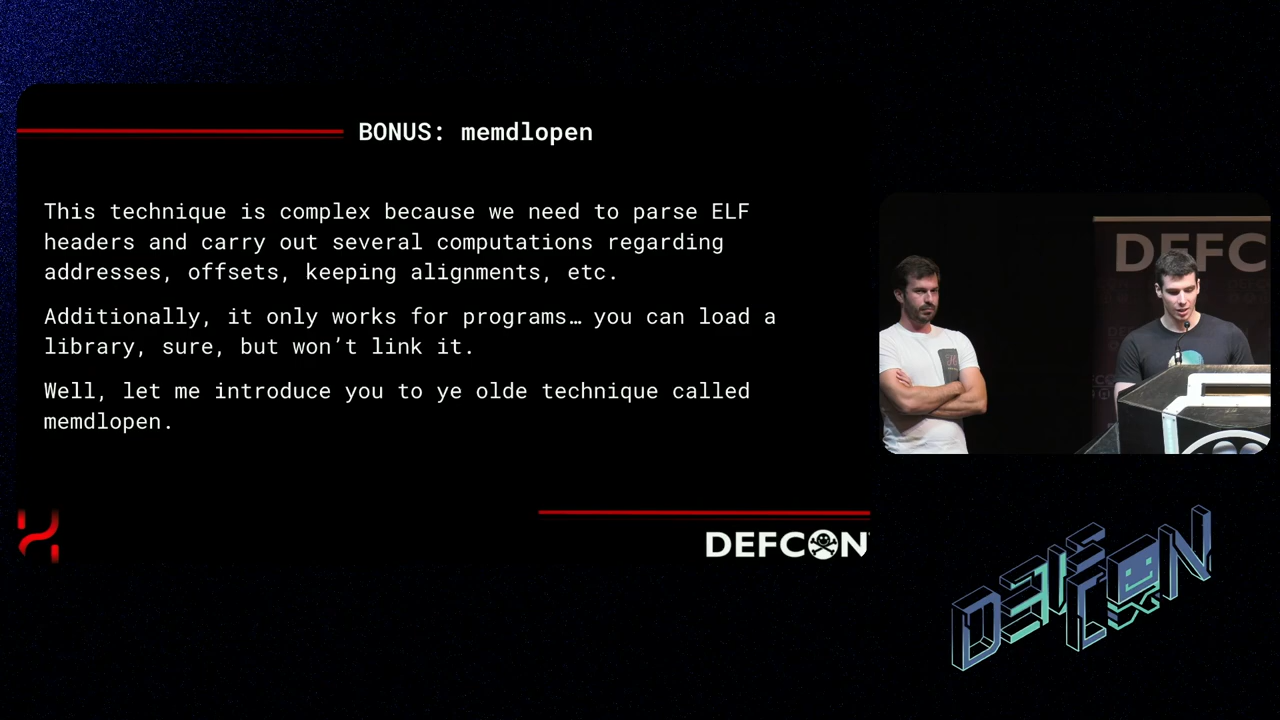 BONUS: memdlopen
This technique is complex because we need to parse ELF
headers and carry out several computations regarding
addresses, offsets, keeping alignments, etc.
Additionally, it only works for programs… you can load a
library, sure, but won’t link it.
Well, let me introduce you to ye olde technique called
memdlopen.
DEFCON
DEFC
DEFCON